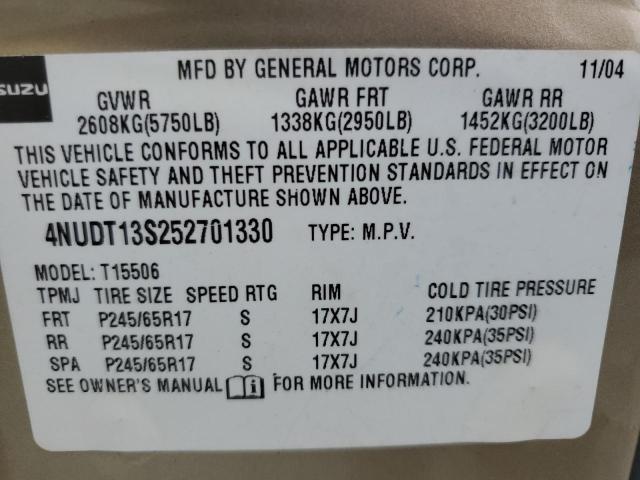 SUZU
MFD BY GENERAL MOTORS CORP. 11/04
GVWR GAWR FRT GAWR RR
2608KG(5750LB) 1338KG(2950LB) 1452KG(3200LB)
THIS VEHICLE CONFORMS TO ALL APPLICABLE U.S. FEDERAL MOTOR
VEHICLE SAFETY AND THEFT PREVENTION STANDARDS IN EFFECT ON
THE DATE OF MANUFACTURE SHOWN ABOVE.
4NUDT13S252701330 TYPE: M.P.V.
MODEL: T15506
TPMJ TIRE SIZE SPEED RTG RIM COLD TIRE PRESSURE
FRT P245/65R17 S 17X7J 210KPA(30PSI)
RR P245/65R17 S 17X7J 240KPA(35PSI)
SPA P245/65R17 S 17X7J 240KPA(35PSI)
SEE OWNER'S MANUAL FOR MORE INFORMATION.